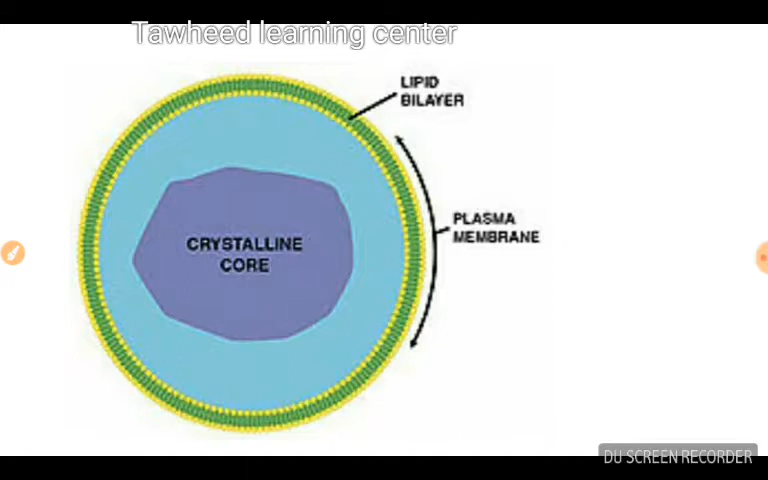 Tawheed learning center
LIPID
BILAYER
PLASMA
MEMBRANE
CRYSTALLINE
CORE
DU SCREEN RECORDER